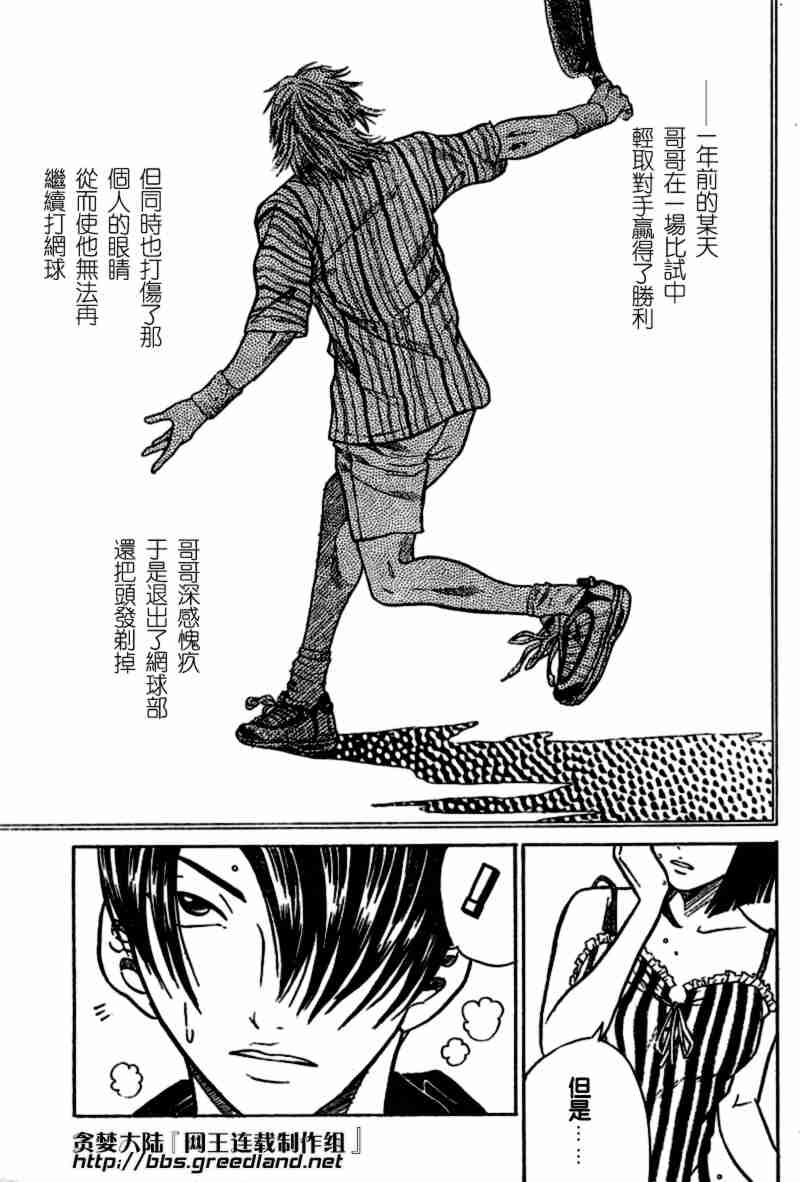 ——一年前的某天
哥哥在一場比試中
輕取對手贏得了勝利
但同時也打傷了那
個人的眼睛
從而使他無法再
繼續打網球
哥哥深感愧疚
于是退出了網球部
還把頭發剃掉
但是……
!
贪婪大陆『网王连载制作组』
http://bbs.greedland.net